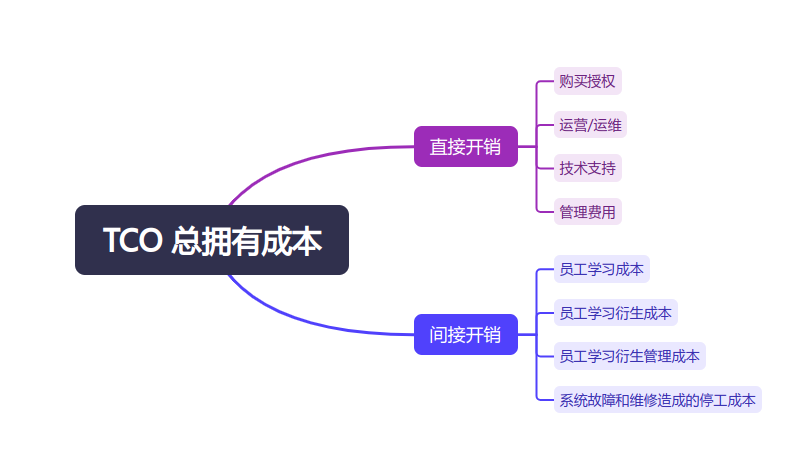 TCO 总拥有成本
直接开销
购买授权
运营/运维
技术支持
管理费用
间接开销
员工学习成本
员工学习衍生成本
员工学习衍生管理成本
系统故障和维修造成的停工成本